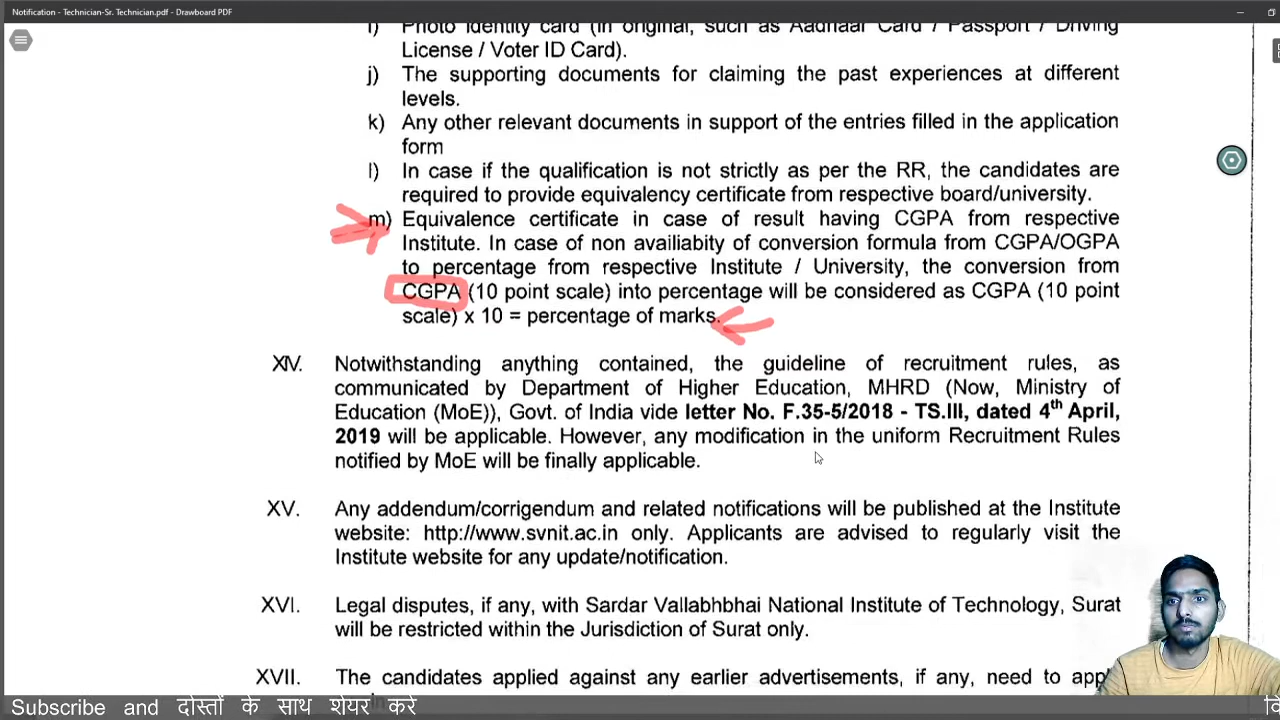 Notification - Technician-Sr. Technician.pdf - Drawboard PDF
i) Photo identity card (in original, such as Aadhaar Card / Passport / Driving
License / Voter ID Card).
j) The supporting documents for claiming the past experiences at different
levels.
k) Any other relevant documents in support of the entries filled in the application
form
l) In case if the qualification is not strictly as per the RR, the candidates are
required to provide equivalency certificate from respective board/university.
m) Equivalence certificate in case of result having CGPA from respective
Institute. In case of non availiabity of conversion formula from CGPA/OGPA
to percentage from respective Institute / University, the conversion from
CGPA (10 point scale) into percentage will be considered as CGPA (10 point
scale) x 10 = percentage of marks.
XIV. Notwithstanding anything contained, the guideline of recruitment rules, as
communicated by Department of Higher Education, MHRD (Now, Ministry of
Education (MoE)), Govt. of India vide letter No. F.35-5/2018 - TS.III, dated 4th April,
2019 will be applicable. However, any modification in the uniform Recruitment Rules
notified by MoE will be finally applicable.
XV. Any addendum/corrigendum and related notifications will be published at the Institute
website: http://www.svnit.ac.in only. Applicants are advised to regularly visit the
Institute website for any update/notification.
XVI. Legal disputes, if any, with Sardar Vallabhbhai National Institute of Technology, Surat
will be restricted within the Jurisdiction of Surat only.
XVII. The candidates applied against any earlier advertisements, if any, need to
Subscribe and दोस्तों के साथ शेयर करें